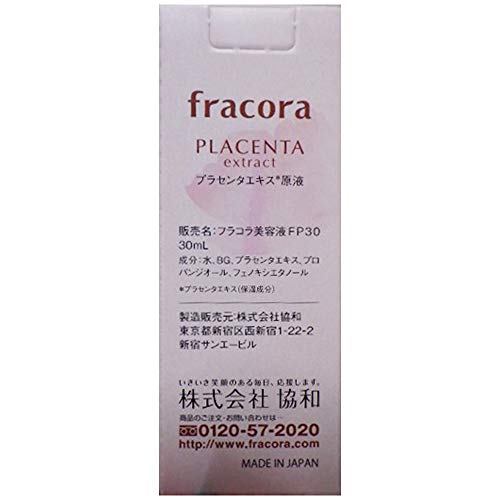 fracora
PLACENTA
extract
プラセンタエキス*原液
販売名:フラコラ美容液FP30
30mL
成分:水、BG、プラセンタエキス、プロ
パンジオール、フェノキシエタノール
*プラセンタエキス(保湿成分)
製造販売元:株式会社協和
東京都新宿区西新宿1-22-2
新宿サンエービル
いきいき笑顔のある毎日、応援します。
株式会社 協和
商品のご注文・お問い合わせは…
0120-57-2020
http://www.fracora.com
MADE IN JAPAN